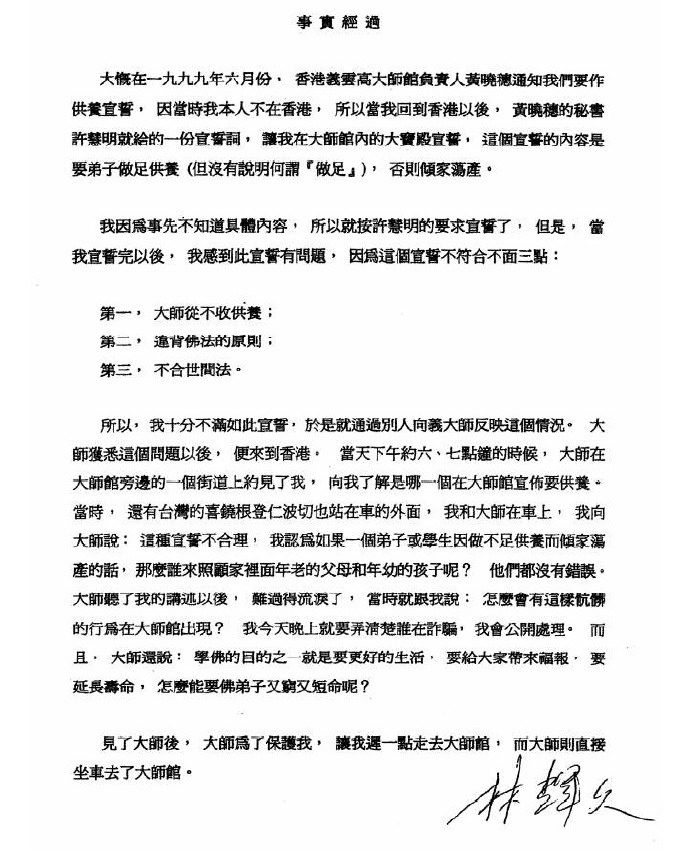 事實經過
大慨在一九九九年六月份，香港義雲高大師館負責人黃曉穗通知我們要作
供養宣誓，因當時我本人不在香港，所以當我回到香港以後，黃曉穗的秘書
許慧明就給的一份宣誓詞，讓我在大師館內的大寶殿宣誓，這個宣誓的內容是
要弟子做足供養（但沒有說明何謂『做足』），否則傾家蕩產。
我因爲事先不知道具體內容，所以就按許慧明的要求宣誓了，但是，當
我宣誓完以後，我感到此宣誓有問題，因爲這個宣誓不符合不面三點：
第一，大師從不收供養；
第二，違背佛法的原則；
第三，不合世間法。
所以，我十分不滿如此宣誓，於是就通過別人向義大師反映這個情況。大
師獲悉這個問題以後，便來到香港。當天下午約六、七點鐘的時候，大師在
大師館旁邊的一個街道上約見了我，向我了解是哪一個在大師館宣佈要供養。
當時，還有台灣的喜饒根登仁波切也站在車的外面，我和大師在車上，我向
大師說：這種宣誓不合理，我認爲如果一個弟子或學生因做不足供養而傾家蕩
產的話，那麼誰來照顧家裡面年老的父母和年幼的孩子呢？他們都沒有錯誤。
大師聽了我的講述以後，難過得流淚了，當時就跟我說：怎麼會有這樣骯髒
的行爲在大師館出現？我今天晚上就要弄清楚誰在詐騙，我會公開處理。而
且．大師還說：學佛的目的之一就是要更好的生活．要給大家帶來福報．要
延長壽命，怎麼能要佛弟子又窮又短命呢？
見了大師後，大師爲了保護我，讓我遲一點走去大師館，而大師則直接
坐車去了大師館。
林輝久